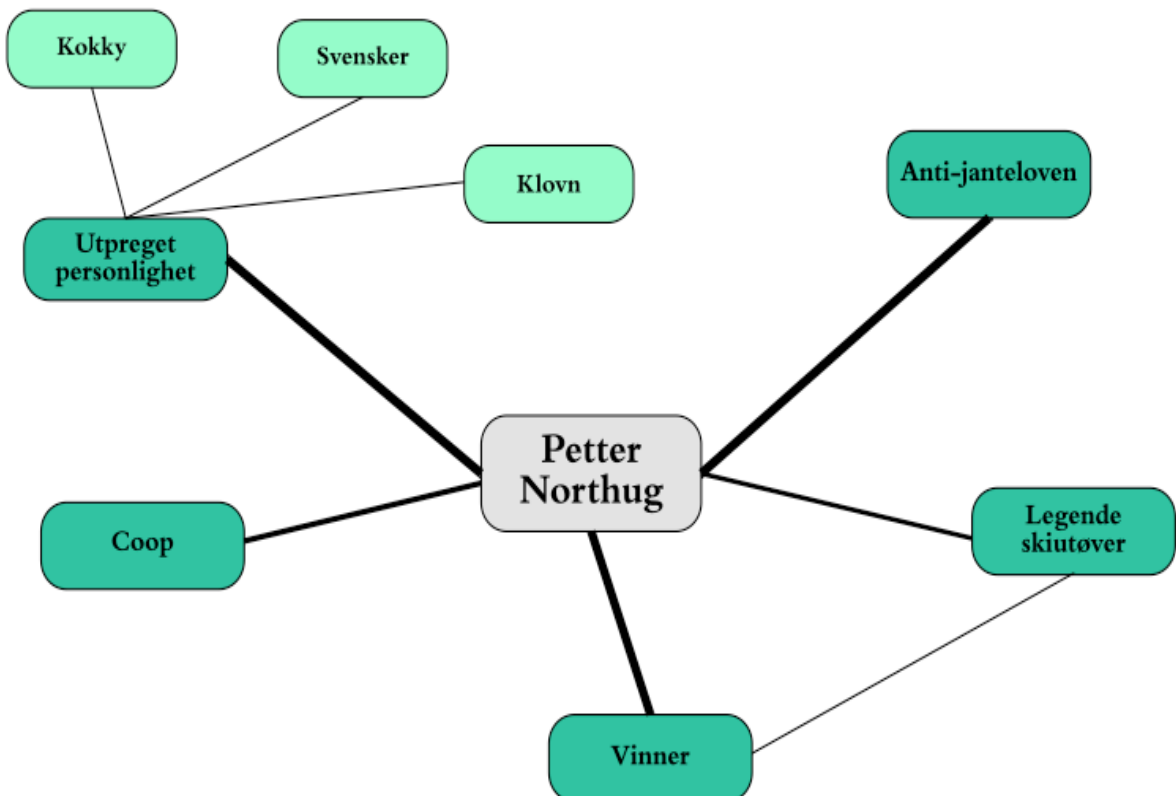 Kokky
Svensker
Klovn
Anti-janteloven
Utpreget
personlighet
Petter
Northug
Coop
Legende
skiutøver
Vinner